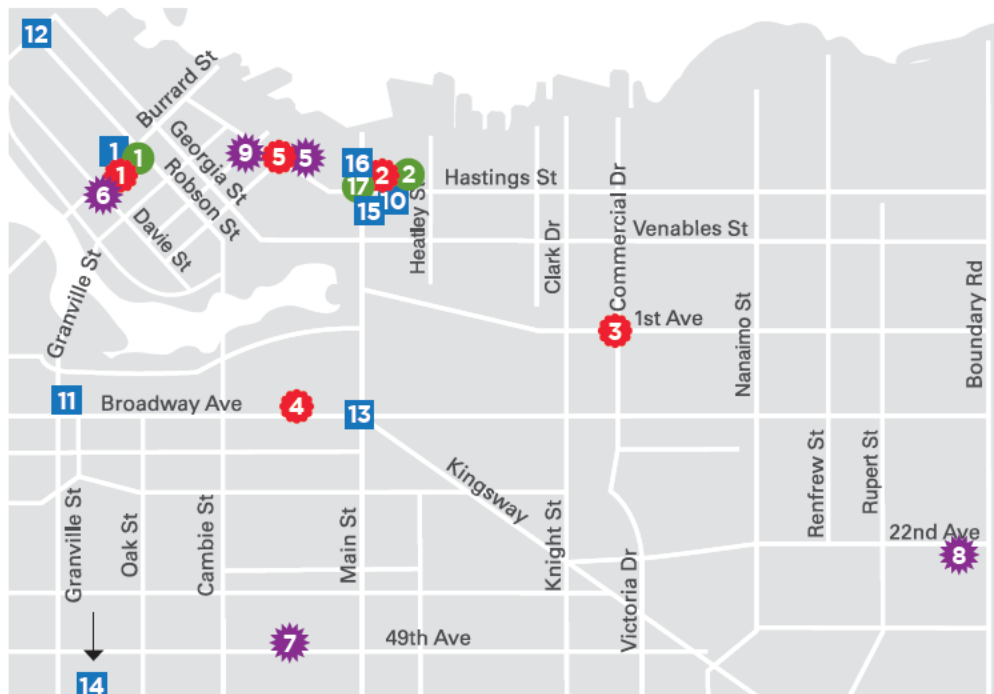 12
Burrard St
Georgia St
Robson St
Davie St
Granville St
1
1
1
6
9
5
5
16
2
2
17
10
15
Hastings St
Heatley St
Venables St
Clark Dr
Commercial Dr
3
1st Ave
Nanaimo St
Boundary Rd
11
Broadway Ave
4
13
Kingsway
Granville St
Oak St
Cambie St
Main St
Knight St
Victoria Dr
Renfrew St
Rupert St
22nd Ave
8
7
49th Ave
14